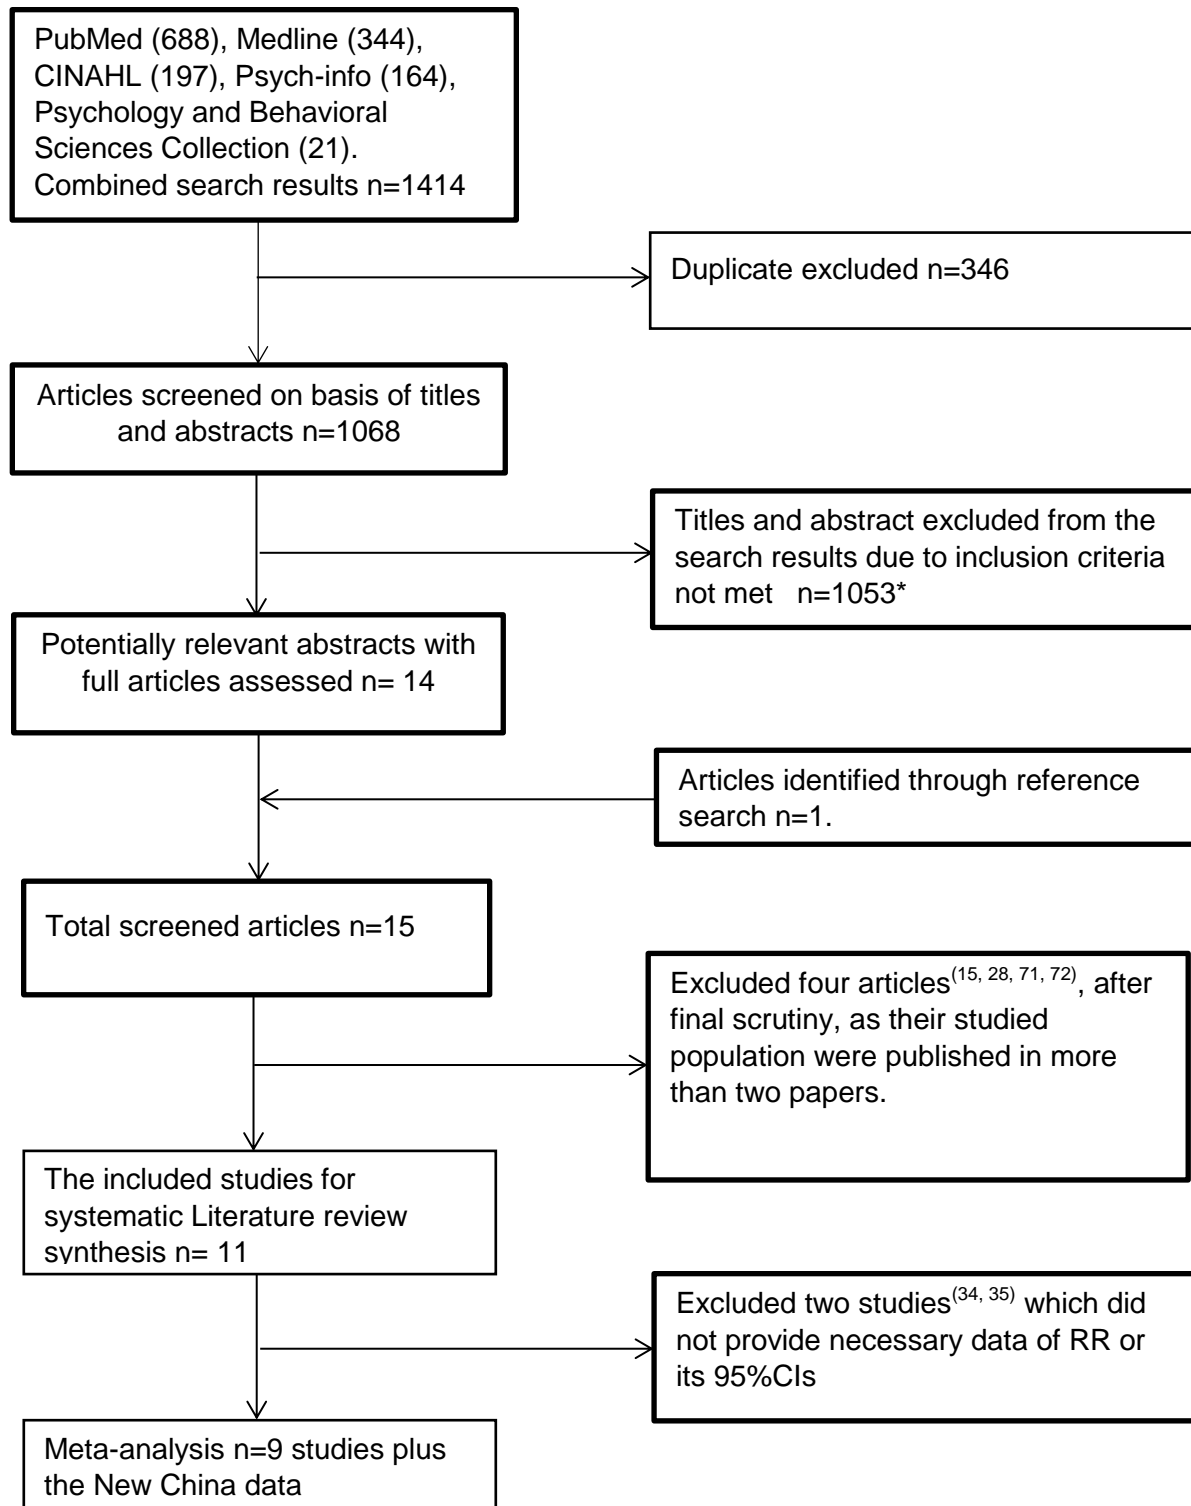 PubMed (688), Medline (344),
CINAHL (197), Psych-info (164),
Psychology and Behavioral
Sciences Collection (21).
Combined search results n=1414
Duplicate excluded n=346
Articles screened on basis of titles
and abstracts n=1068
Titles and abstract excluded from the
search results due to inclusion criteria
not met   n=1053*
Potentially relevant abstracts with
full articles assessed n= 14
Articles identified through reference
search n=1.
Total screened articles n=15
Excluded four articles(15, 28, 71, 72), after
final scrutiny, as their studied
population were published in more
than two papers.
The included studies for
systematic Literature review
synthesis n= 11
Excluded two studies(34, 35) which did
not provide necessary data of RR or
its 95%CIs
Meta-analysis n=9 studies plus
the New China data